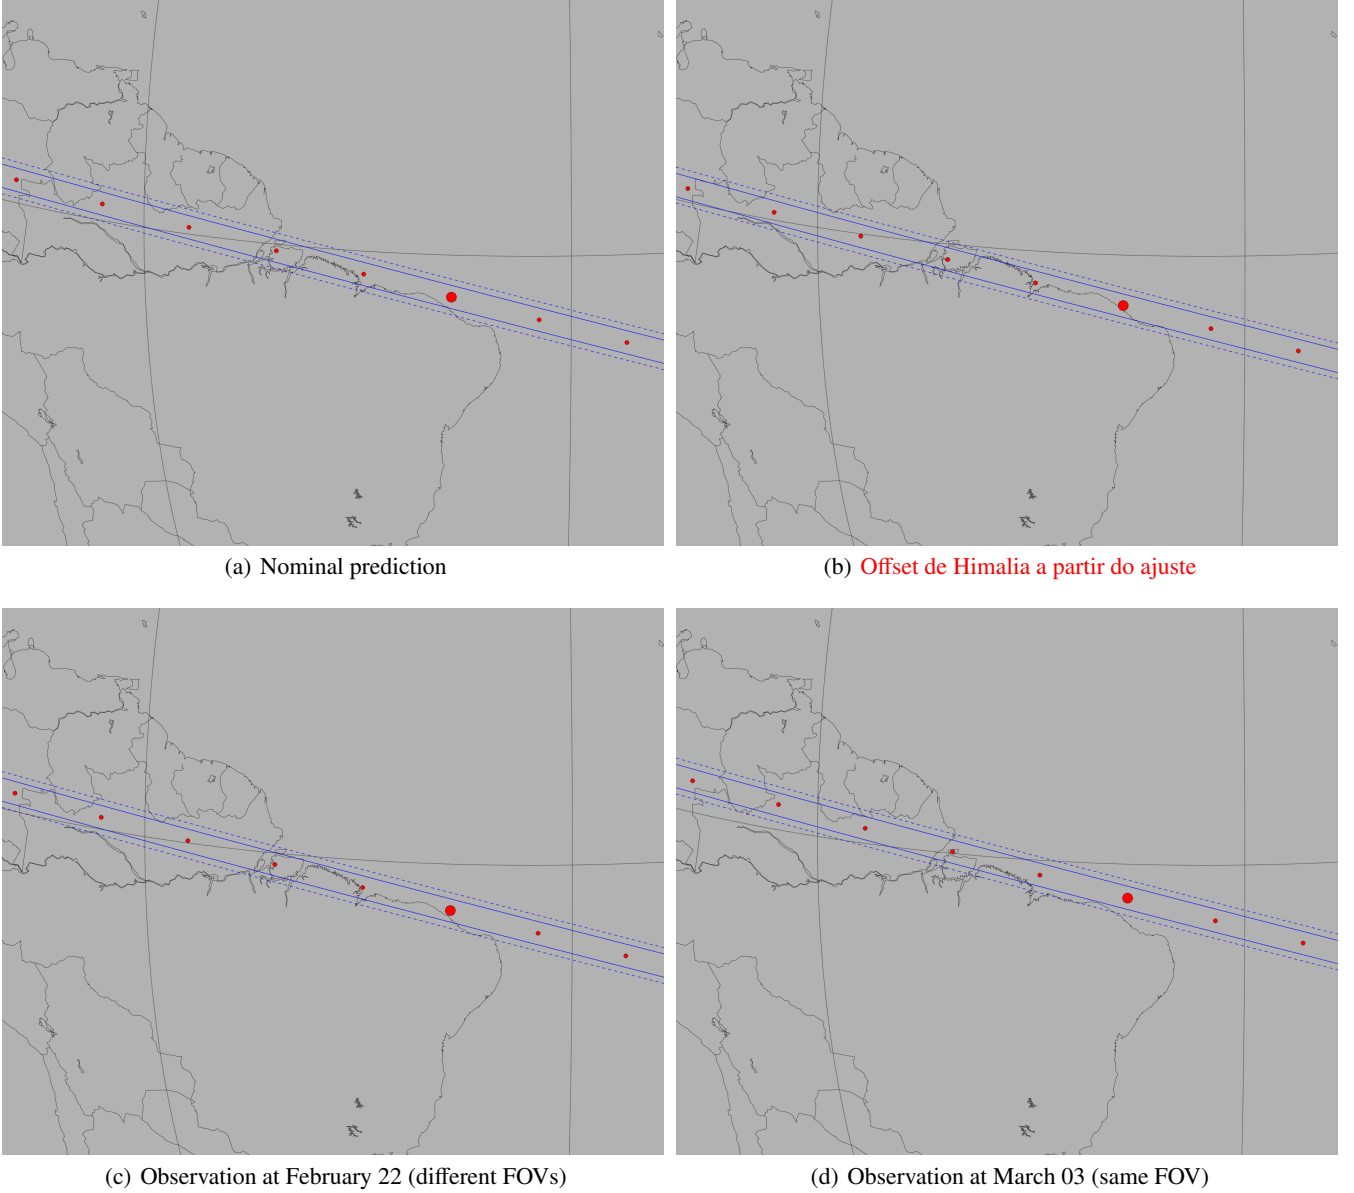 (a) Nominal prediction
(b) Offset de Himalia a partir do ajuste
(c) Observation at February 22 (different FOVs)
(d) Observation at March 03 (same FOV)